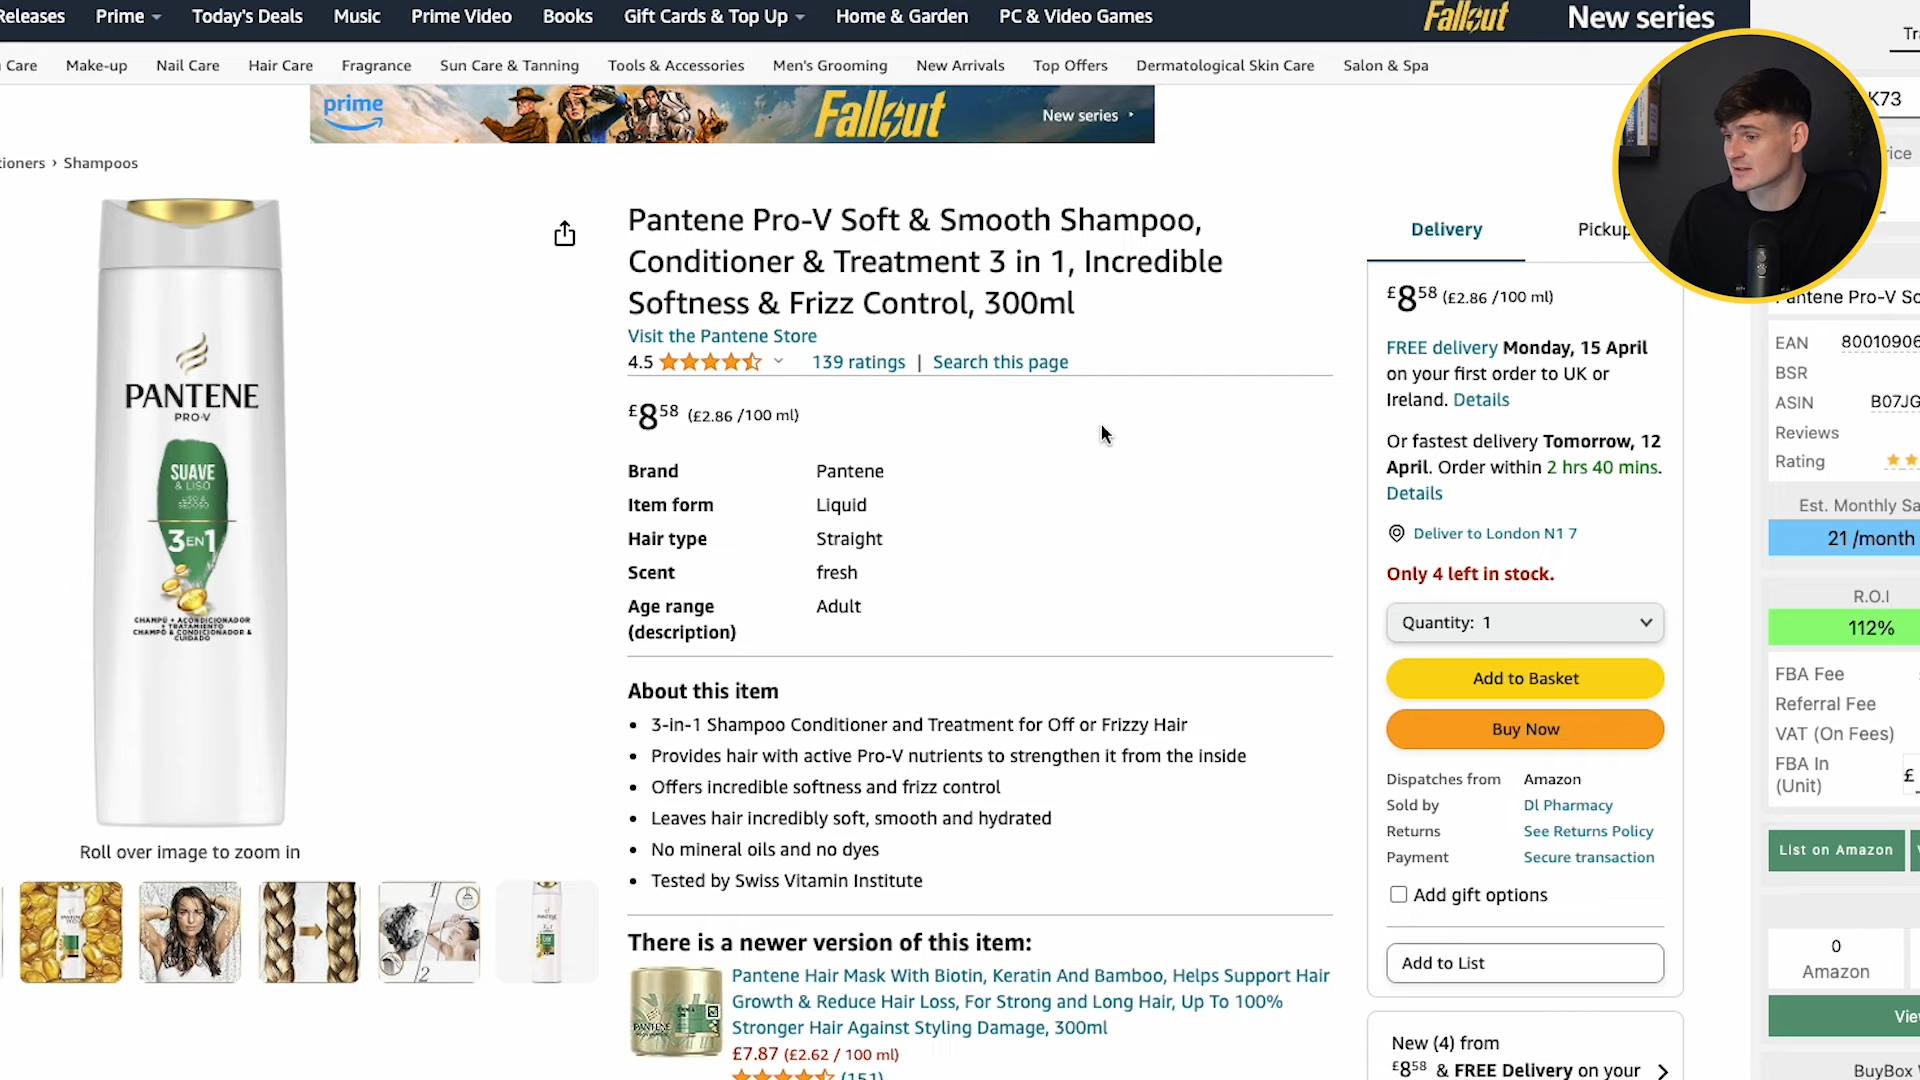 Releases Prime Today's Deals Music Prime Video Books Gift Cards & Top Up Home & Garden PC & Video Games Fallout New series
Care Make-up Nail Care Hair Care Fragrance Sun Care & Tanning Tools & Accessories Men's Grooming New Arrivals Top Offers Dermatological Skin Care Salon & Spa
prime Fallout New series
› Shampoos
PANTENE
PRO-V
SUAVE
& LISO
3 EN 1
CHAMPÚ + ACONDICIONADOR
+ TRATAMIENTO
CHAMPÔ & CONDICIONADOR &
CUIDADO
Roll over image to zoom in
Pantene Pro-V Soft & Smooth Shampoo,
Conditioner & Treatment 3 in 1, Incredible
Softness & Frizz Control, 300ml
Visit the Pantene Store
4.5 139 ratings | Search this page
£8.58 (£2.86 /100 ml)
Brand Pantene
Item form Liquid
Hair type Straight
Scent fresh
Age range Adult
(description)
About this item
• 3-in-1 Shampoo Conditioner and Treatment for Off or Frizzy Hair
• Provides hair with active Pro-V nutrients to strengthen it from the inside
• Offers incredible softness and frizz control
• Leaves hair incredibly soft, smooth and hydrated
• No mineral oils and no dyes
• Tested by Swiss Vitamin Institute
There is a newer version of this item:
Pantene Hair Mask With Biotin, Keratin And Bamboo, Helps Support Hair
Growth & Reduce Hair Loss, For Strong and Long Hair, Up To 100%
Stronger Hair Against Styling Damage, 300ml
£7.87 (£2.62 / 100 ml)
(151)
Delivery Pickup
£8.58 (£2.86 /100 ml)
FREE delivery Monday, 15 April
on your first order to UK or
Ireland. Details
Or fastest delivery Tomorrow, 12
April. Order within 2 hrs 40 mins.
Details
Deliver to London N1 7
Only 4 left in stock.
Quantity: 1
Add to Basket
Buy Now
Dispatches from Amazon
Sold by Dl Pharmacy
Returns See Returns Policy
Payment Secure transaction
Add gift options
Add to List
New (4) from
£8.58 & FREE Delivery on your
K73
Pantene Pro-V So
EAN 80010906
BSR
ASIN B07JG
Reviews
Rating
Est. Monthly Sa
21 /month
R.O.I
112%
FBA Fee
Referral Fee
VAT (On Fees)
FBA In £
(Unit)
List on Amazon
0
Amazon
View
BuyBox